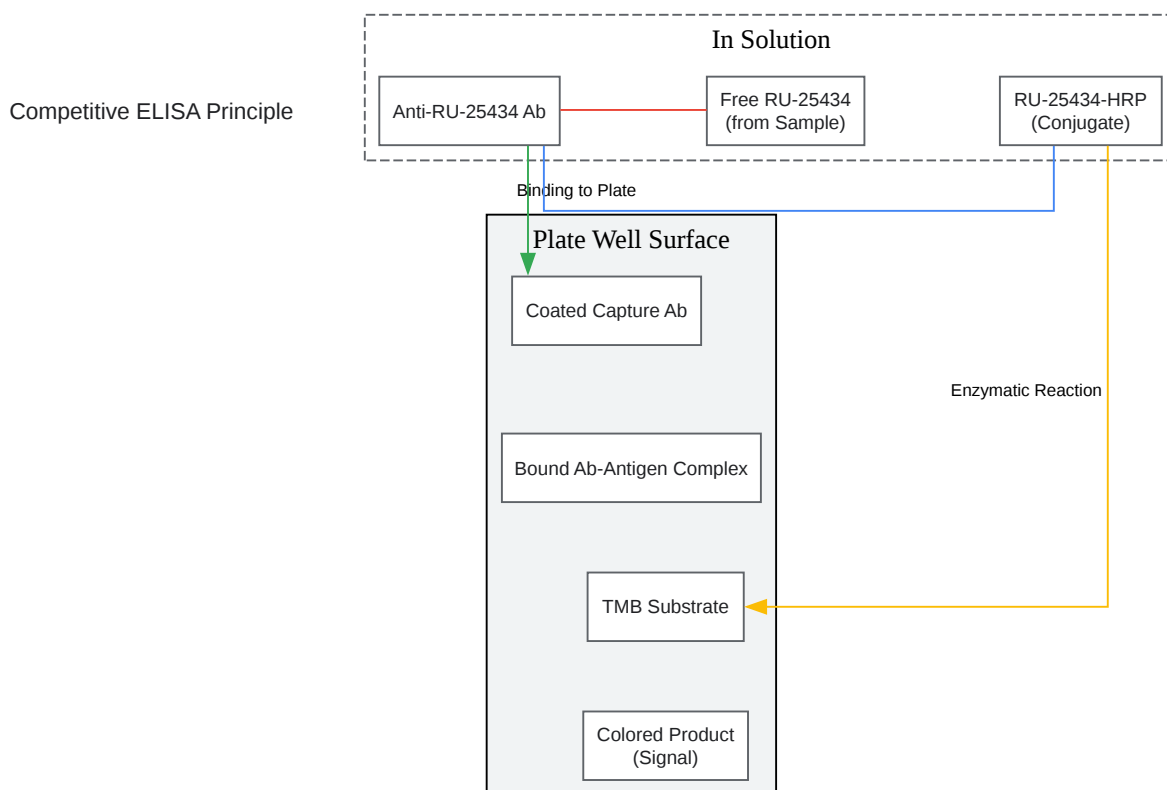 In Solution
Competitive ELISA Principle
Anti-RU-25434 Ab
Free RU-25434
(from Sample)
RU-25434-HRP
(Conjugate)
Binding to Plate
Plate Well Surface
Coated Capture Ab
Enzymatic Reaction
Bound Ab-Antigen Complex
TMB Substrate
Colored Product
(Signal)